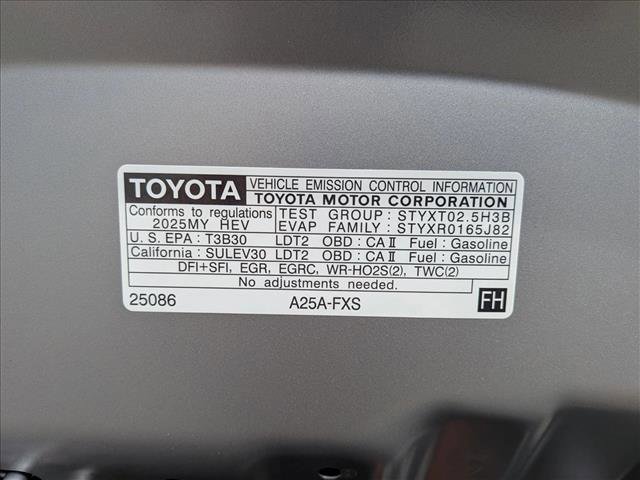 TOYOTA VEHICLE EMISSION CONTROL INFORMATION
TOYOTA MOTOR CORPORATION
Conforms to regulations TEST GROUP : STYXT02.5H3B
2025MY HEV EVAP FAMILY : STYXR0165J82
U.S. EPA : T3B30 LDT2 OBD : CA II Fuel : Gasoline
California : SULEV30 LDT2 OBD : CA II Fuel : Gasoline
DFI+SFI, EGR, EGRC, WR-HO2S(2), TWC(2)
No adjustments needed.
25086 A25A-FXS FH